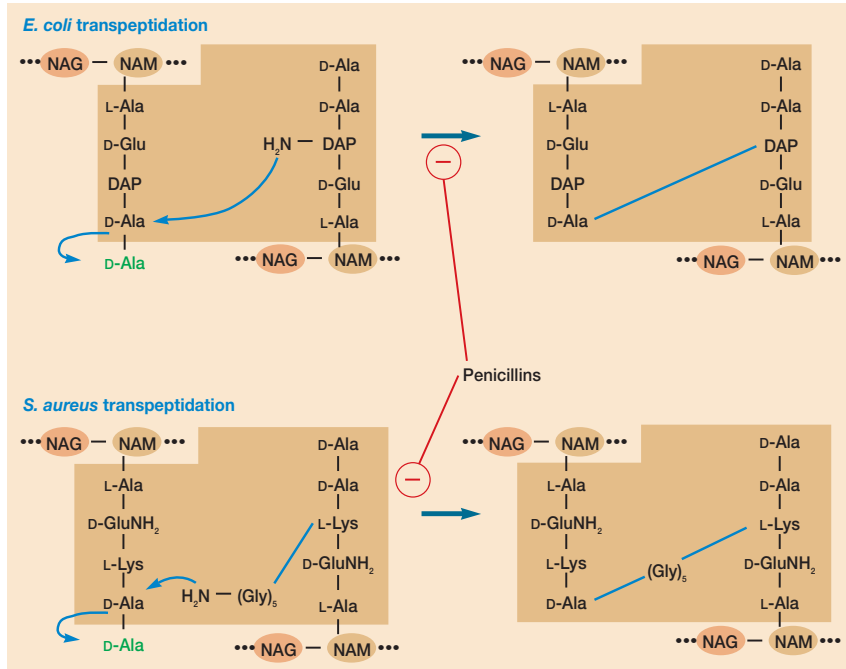 E. coli transpeptidation
•••NAG — NAM•••
L-Ala
D-Glu
DAP
D-Ala
D-Ala
D-Ala
D-Ala
H₂N — DAP
D-Glu
L-Ala
•••NAG — NAM•••
•••NAG — NAM•••
L-Ala
D-Glu
DAP
D-Ala
D-Ala
D-Ala
DAP
D-Glu
L-Ala
•••NAG — NAM•••
Penicillins
S. aureus transpeptidation
•••NAG — NAM•••
L-Ala
D-GluNH₂
L-Lys
D-Ala
D-Ala
H₂N — (Gly)₅
D-Ala
D-Ala
L-Lys
D-GluNH₂
L-Ala
•••NAG — NAM•••
•••NAG — NAM•••
L-Ala
D-GluNH₂
L-Lys
D-Ala
(Gly)₅
D-Ala
D-Ala
L-Lys
D-GluNH₂
L-Ala
•••NAG — NAM•••